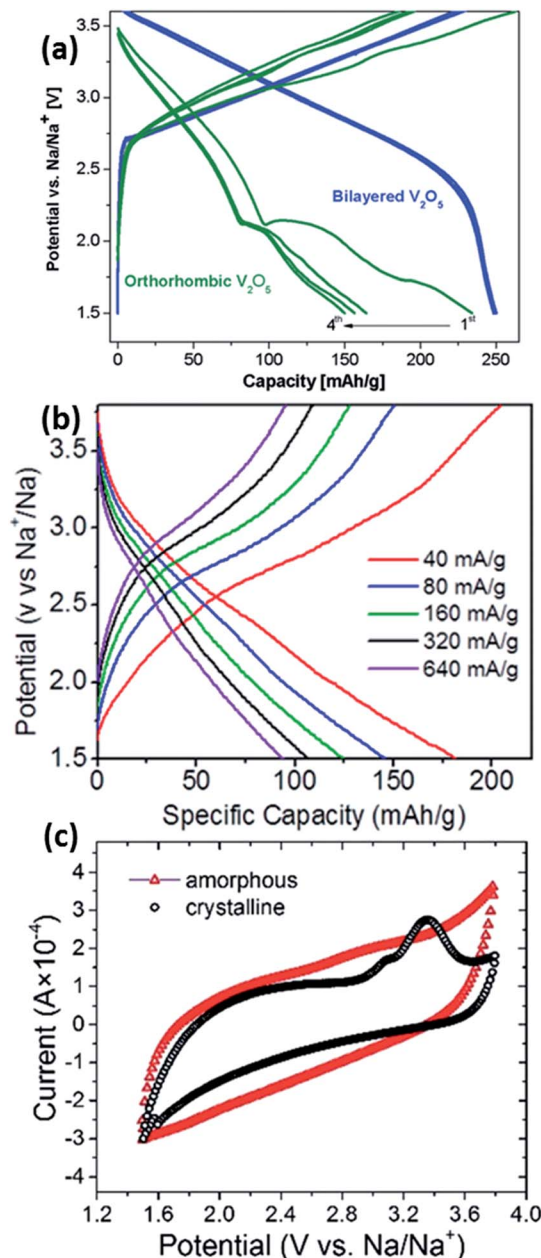 (a)
3.5
3.0
2.5
2.0
1.5
Potential vs. Na/Na⁺ [V]
Bilayered V₂O₅
Orthorhombic V₂O₅
4ᵗʰ
1ˢᵗ
0
50
100
150
200
250
Capacity [mAh/g]
(b)
3.5
3.0
2.5
2.0
1.5
Potential (v vs Na⁺/Na)
40 mA/g
80 mA/g
160 mA/g
320 mA/g
640 mA/g
0
50
100
150
200
Specific Capacity (mAh/g)
(c)
4
3
2
1
0
-1
-2
-3
-4
Current (A×10⁻⁴)
amorphous
crystalline
1.2
1.6
2.0
2.4
2.8
3.2
3.6
4.0
Potential (V vs. Na/Na⁺)